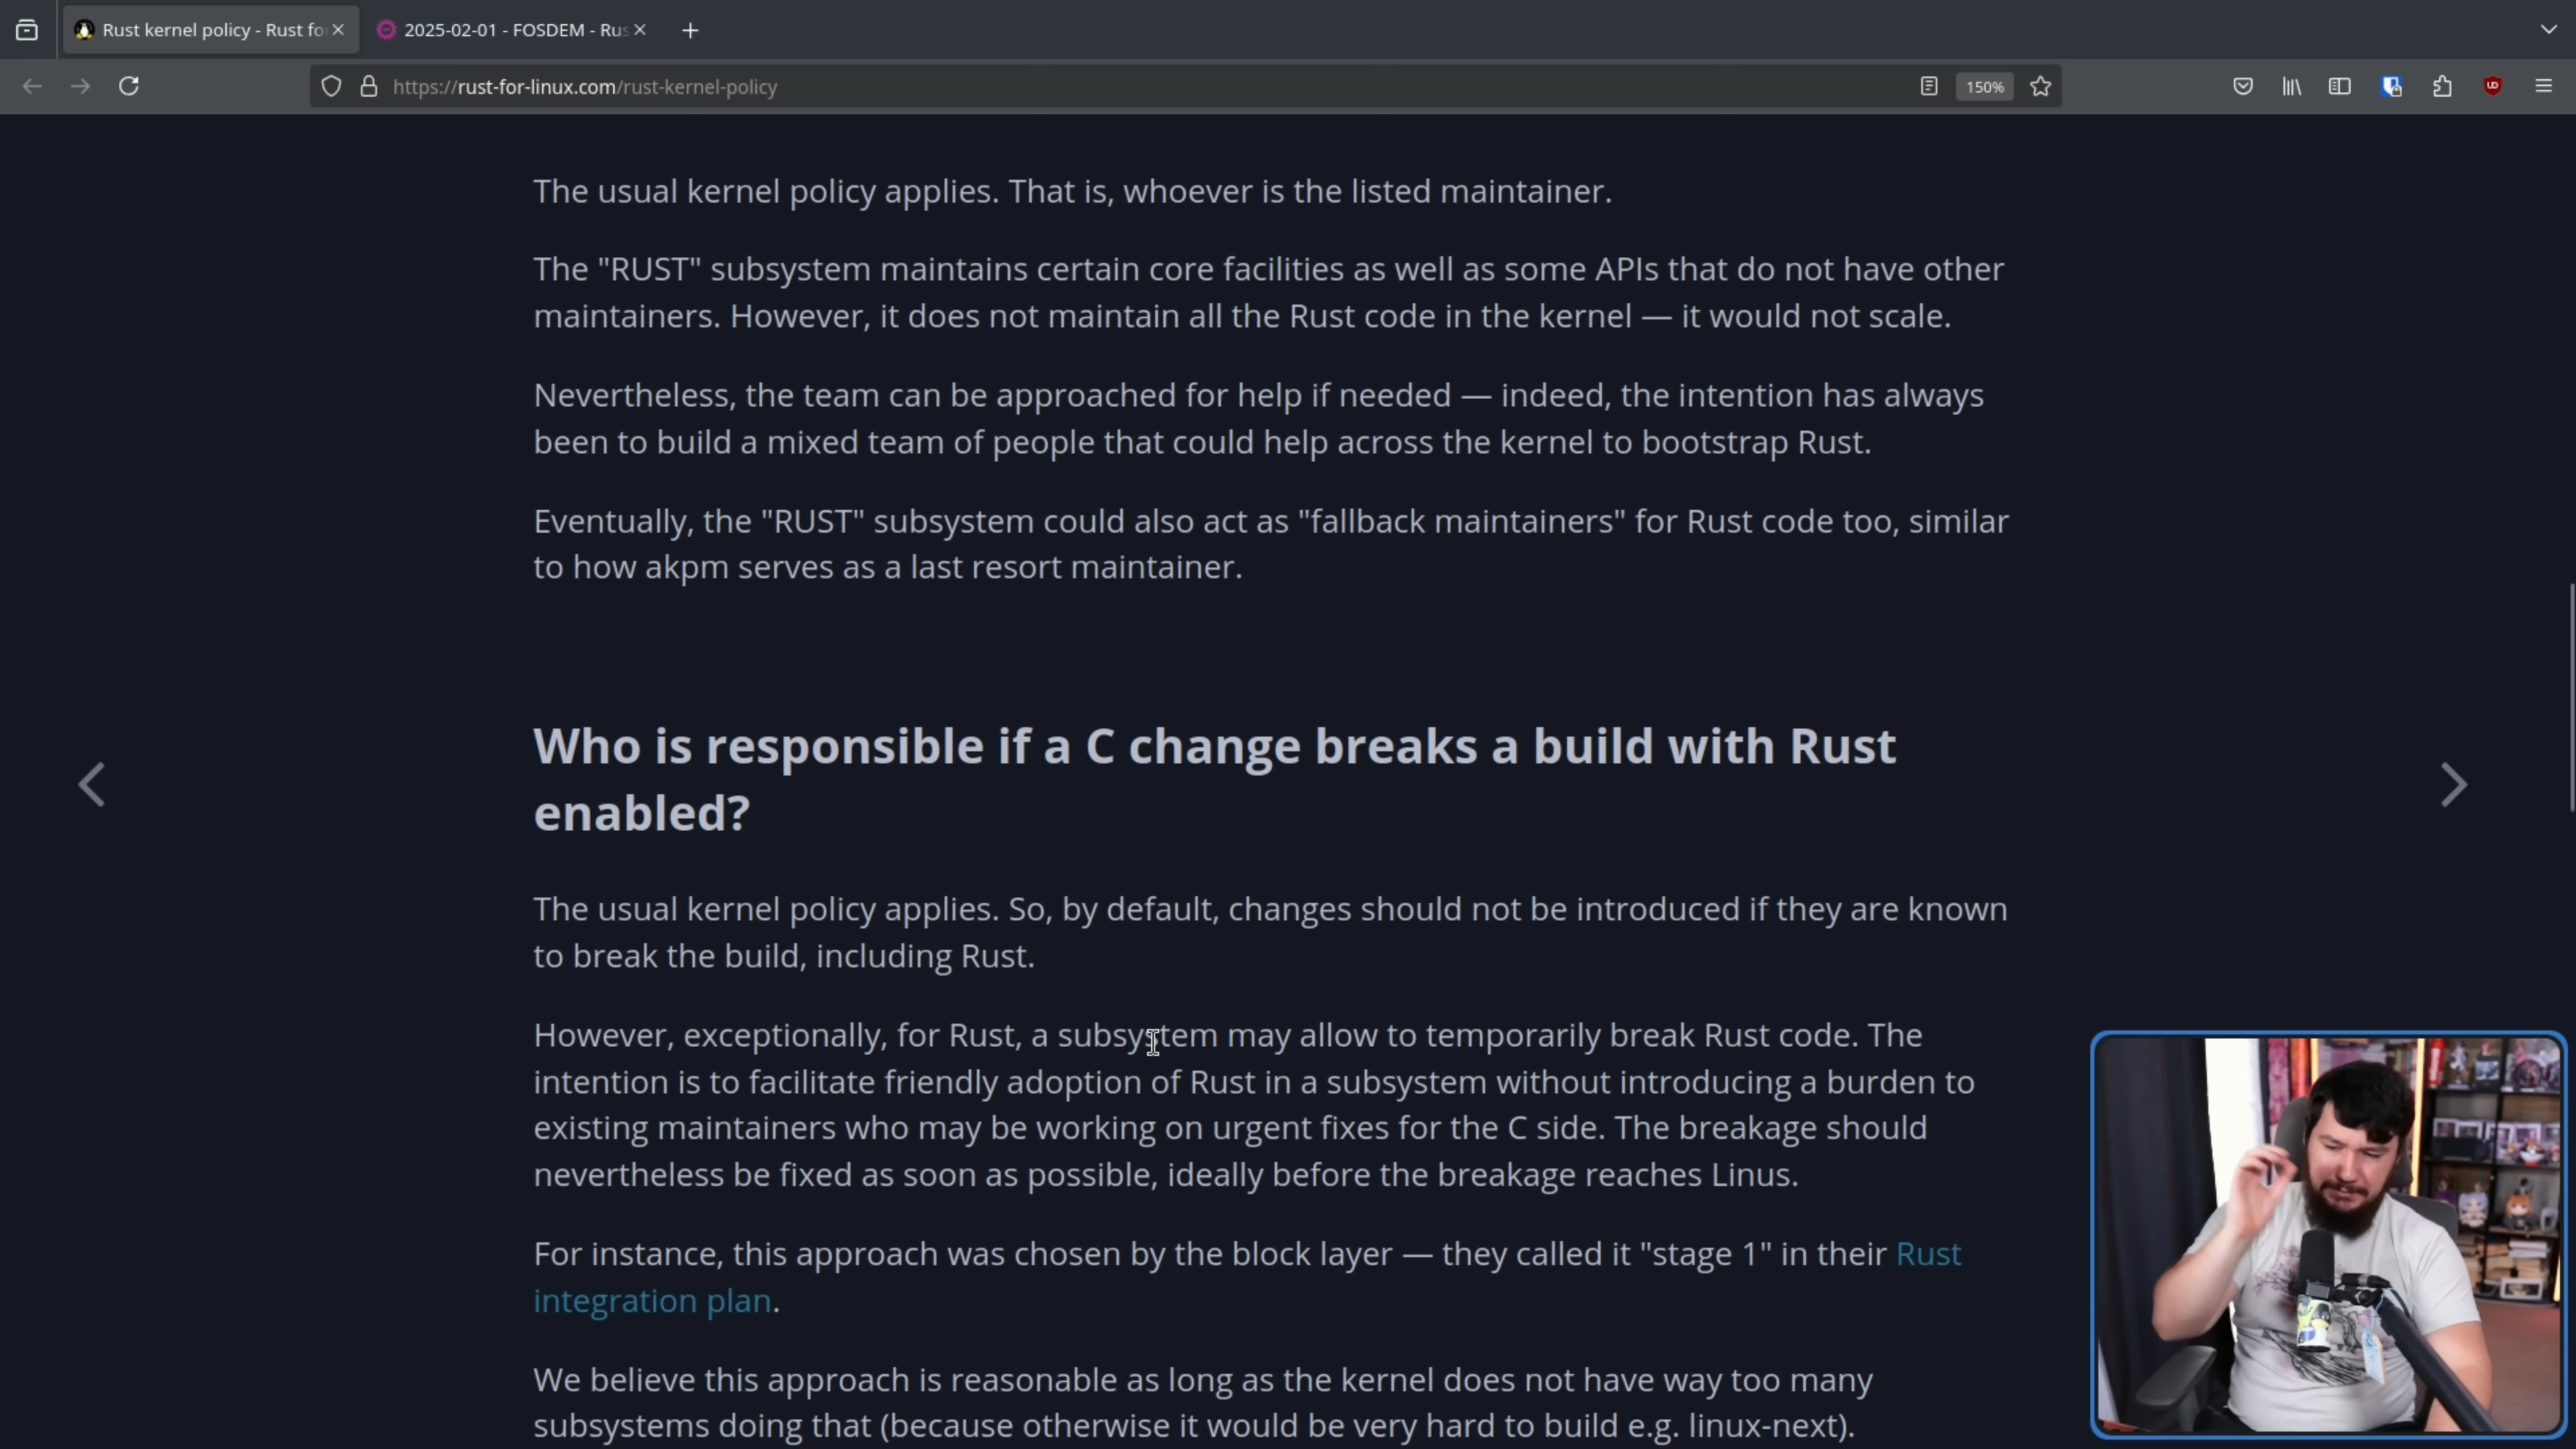 Rust kernel policy - Rust fo
2025-02-01 - FOSDEM - Rus
https://rust-for-linux.com/rust-kernel-policy
150%
The usual kernel policy applies. That is, whoever is the listed maintainer.
The "RUST" subsystem maintains certain core facilities as well as some APIs that do not have other
maintainers. However, it does not maintain all the Rust code in the kernel — it would not scale.
Nevertheless, the team can be approached for help if needed — indeed, the intention has always
been to build a mixed team of people that could help across the kernel to bootstrap Rust.
Eventually, the "RUST" subsystem could also act as "fallback maintainers" for Rust code too, similar
to how akpm serves as a last resort maintainer.
Who is responsible if a C change breaks a build with Rust
enabled?
The usual kernel policy applies. So, by default, changes should not be introduced if they are known
to break the build, including Rust.
However, exceptionally, for Rust, a subsystem may allow to temporarily break Rust code. The
intention is to facilitate friendly adoption of Rust in a subsystem without introducing a burden to
existing maintainers who may be working on urgent fixes for the C side. The breakage should
nevertheless be fixed as soon as possible, ideally before the breakage reaches Linus.
For instance, this approach was chosen by the block layer — they called it "stage 1" in their Rust
integration plan.
We believe this approach is reasonable as long as the kernel does not have way too many
subsystems doing that (because otherwise it would be very hard to build e.g. linux-next).